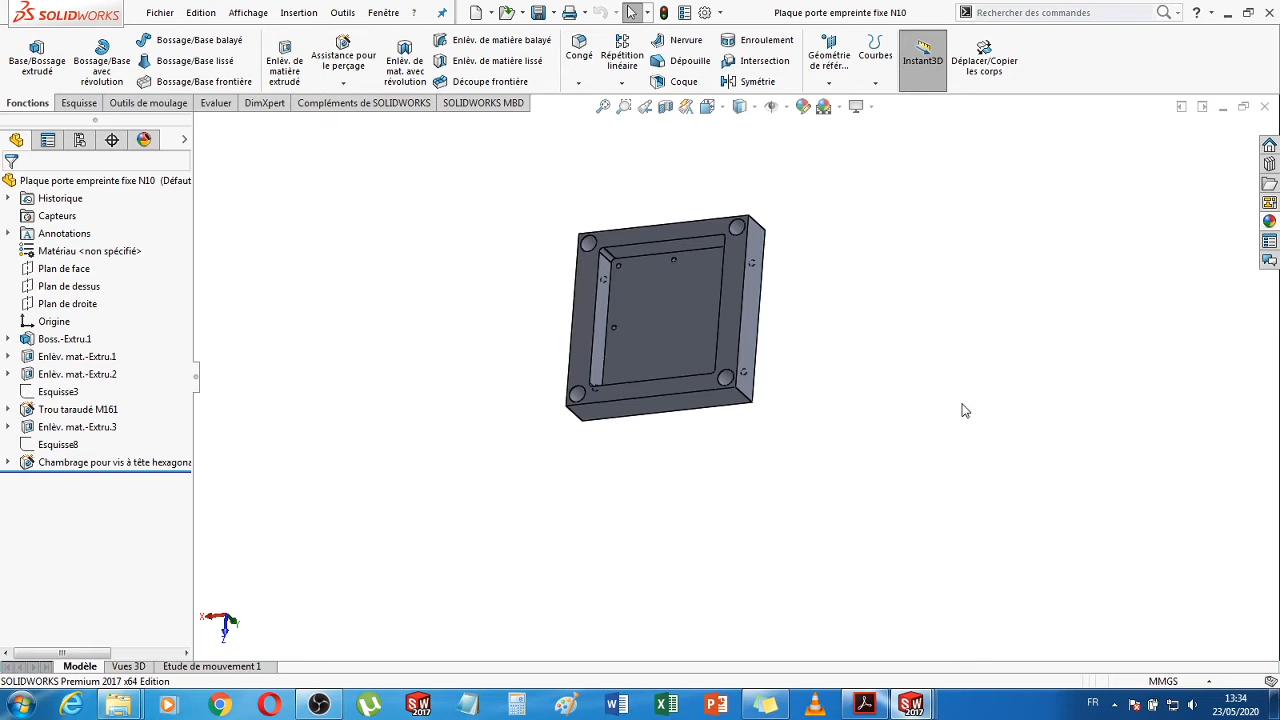 SOLIDWORKS
Fichier Edition Affichage Insertion Outils Fenêtre ?
Plaque porte empreinte fixe N10
Rechercher des commandes
Base/Bossage extrudé
Bossage/Base avec révolution
Bossage/Base balayé
Bossage/Base lissé
Bossage/Base frontière
Enlèv. de matière extrudé
Assistance pour le perçage
Enlèv. de mat. avec révolution
Enlèv. de matière balayé
Enlèv. de matière lissé
Découpe frontière
Congé
Répétition linéaire
Nervure
Dépouille
Coque
Enroulement
Intersection
Symétrie
Géométrie de référ...
Courbes
Instant3D
Déplacer/Copier les corps
Fonctions Esquisse Outils de moulage Evaluer DimXpert Compléments de SOLIDWORKS SOLIDWORKS MBD
Plaque porte empreinte fixe N10 (Défaut
Historique
Capteurs
Annotations
Matériau <non spécifié>
Plan de face
Plan de dessus
Plan de droite
Origine
Boss.-Extru.1
Enlèv. mat.-Extru.1
Enlèv. mat.-Extru.2
Esquisse3
Trou taraudé M161
Enlèv. mat.-Extru.3
Esquisse8
Chambrage pour vis à tête hexagona
X
Y
Z
Modèle Vues 3D Etude de mouvement 1
SOLIDWORKS Premium 2017 x64 Edition
MMGS
FR
13:34
23/05/2020